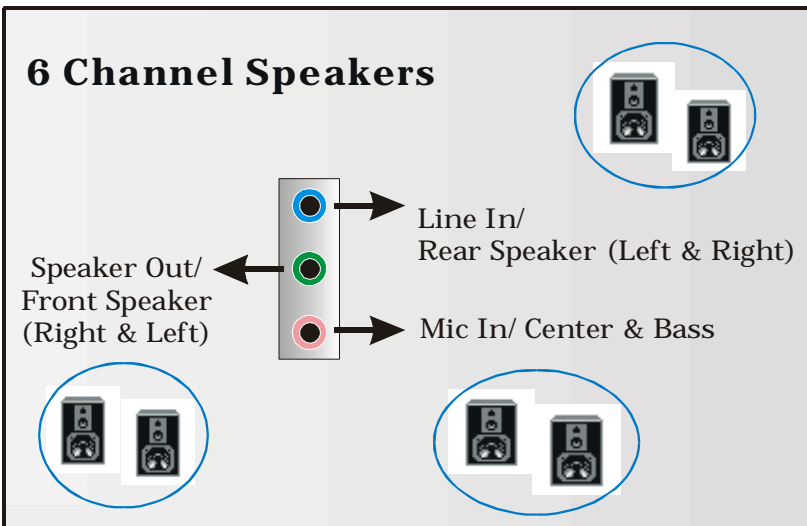 6 Channel Speakers
Line In/
Rear Speaker (Left & Right)
Speaker Out/
Front Speaker
(Right & Left)
Mic In/ Center & Bass